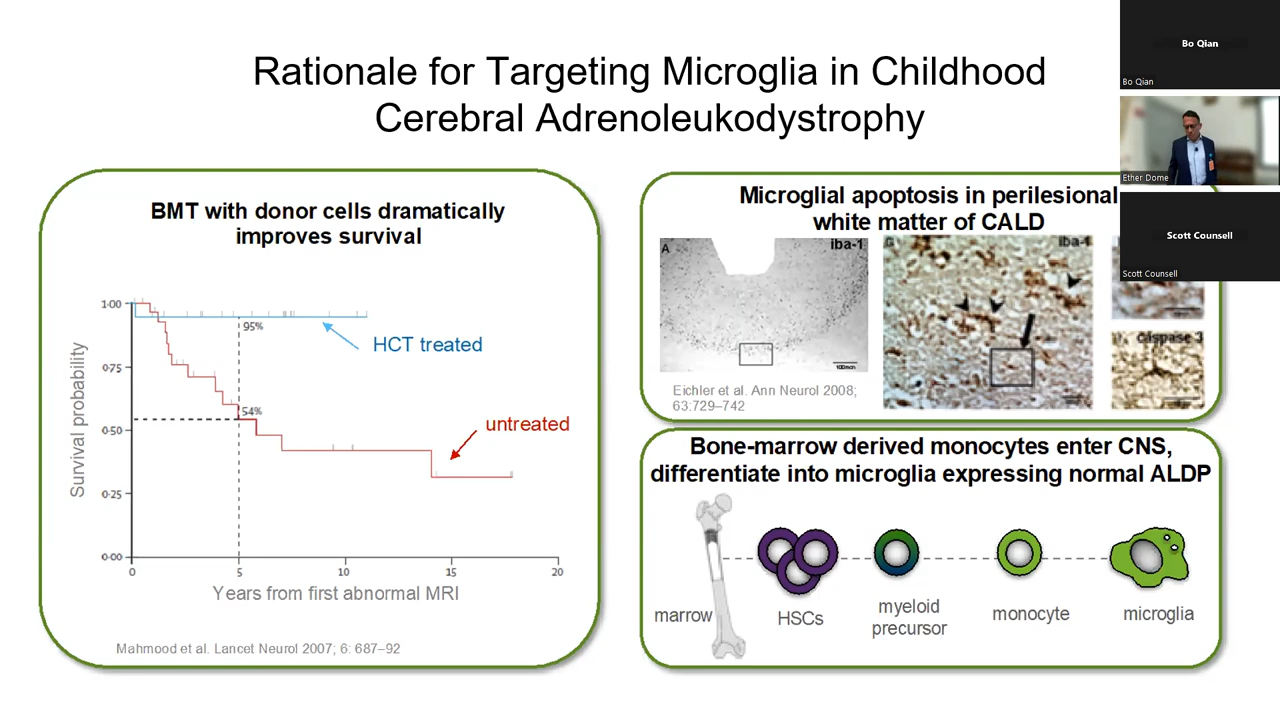 Rationale for Targeting Microglia in Childhood
Cerebral Adrenoleukodystrophy
BMT with donor cells dramatically
improves survival
1·00
0·75
0·50
0·25
0·00
Survival probability
95%
HCT treated
54%
untreated
0
5
10
15
20
Years from first abnormal MRI
Mahmood et al. Lancet Neurol 2007; 6: 687–92
Microglial apoptosis in perilesional
white matter of CALD
A
iba-1
iba-1
caspase 3
Eichler et al. Ann Neurol 2008;
63:729–742
Bone-marrow derived monocytes enter CNS,
differentiate into microglia expressing normal ALDP
marrow
HSCs
myeloid
precursor
monocyte
microglia
Bo Qian
Bo Qian
Ether Dome
Scott Counsell
Scott Counsell